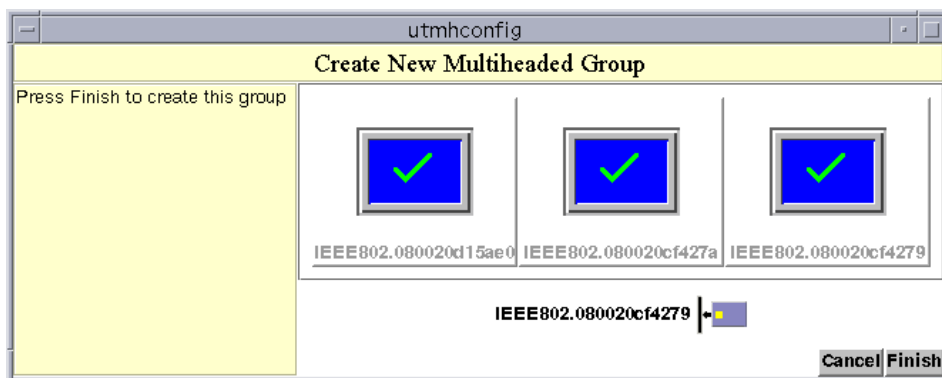 utmhconfig
Create New Multiheaded Group
Press Finish to create this group
IEEE802.080020d15ae0 IEEE802.080020cf427a IEEE802.080020cf4279
IEEE802.080020cf4279
Cancel Finish